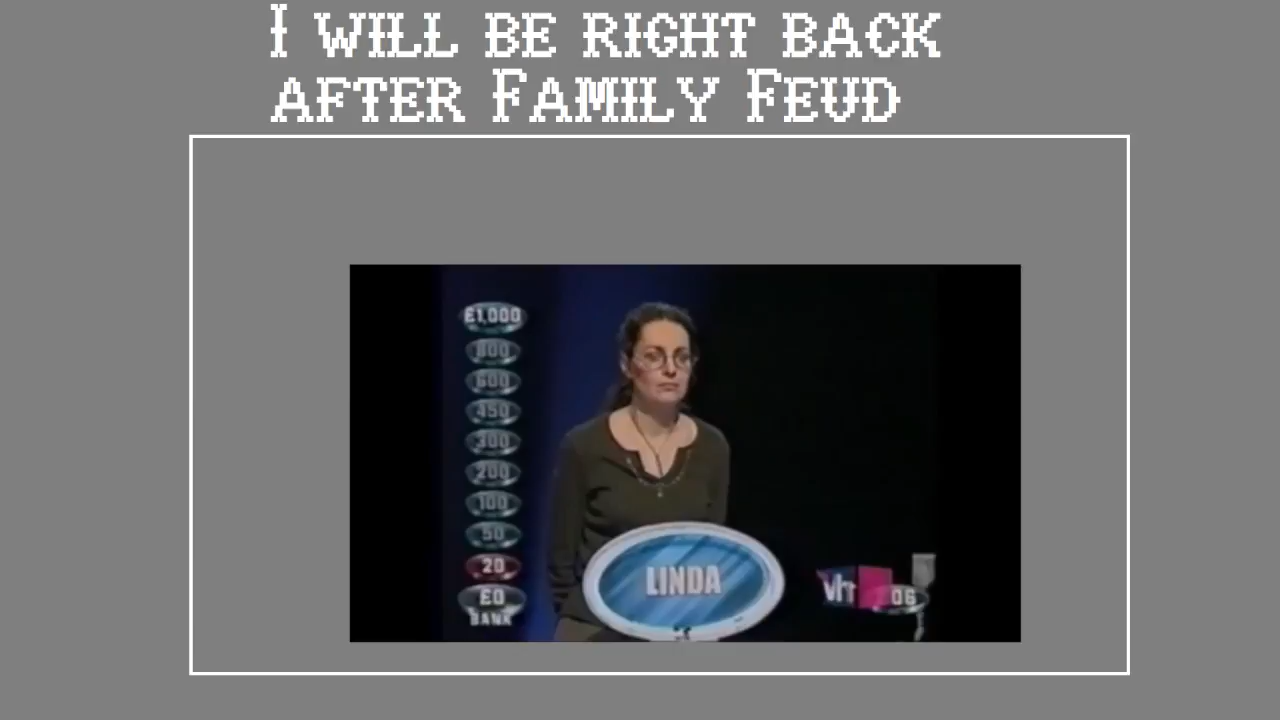 I will be right back
after Family Feud
£1,000
800
600
450
300
200
100
50
20
£0
BANK
LINDA
vh1
06